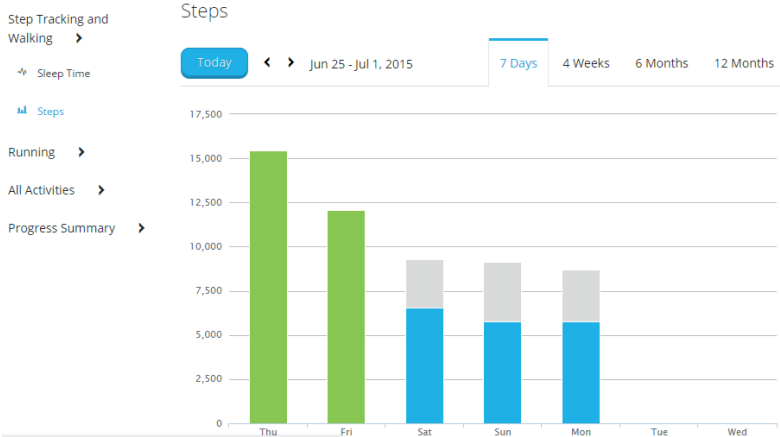 Steps
Step Tracking and
Walking
Sleep Time
Steps
Running
All Activities
Progress Summary
Today
Jun 25 - Jul 1, 2015
7 Days
4 Weeks
6 Months
12 Months
17,500
15,000
12,500
10,000
7,500
5,000
2,500
0
Thu
Fri
Sat
Sun
Mon
Tue
Wed